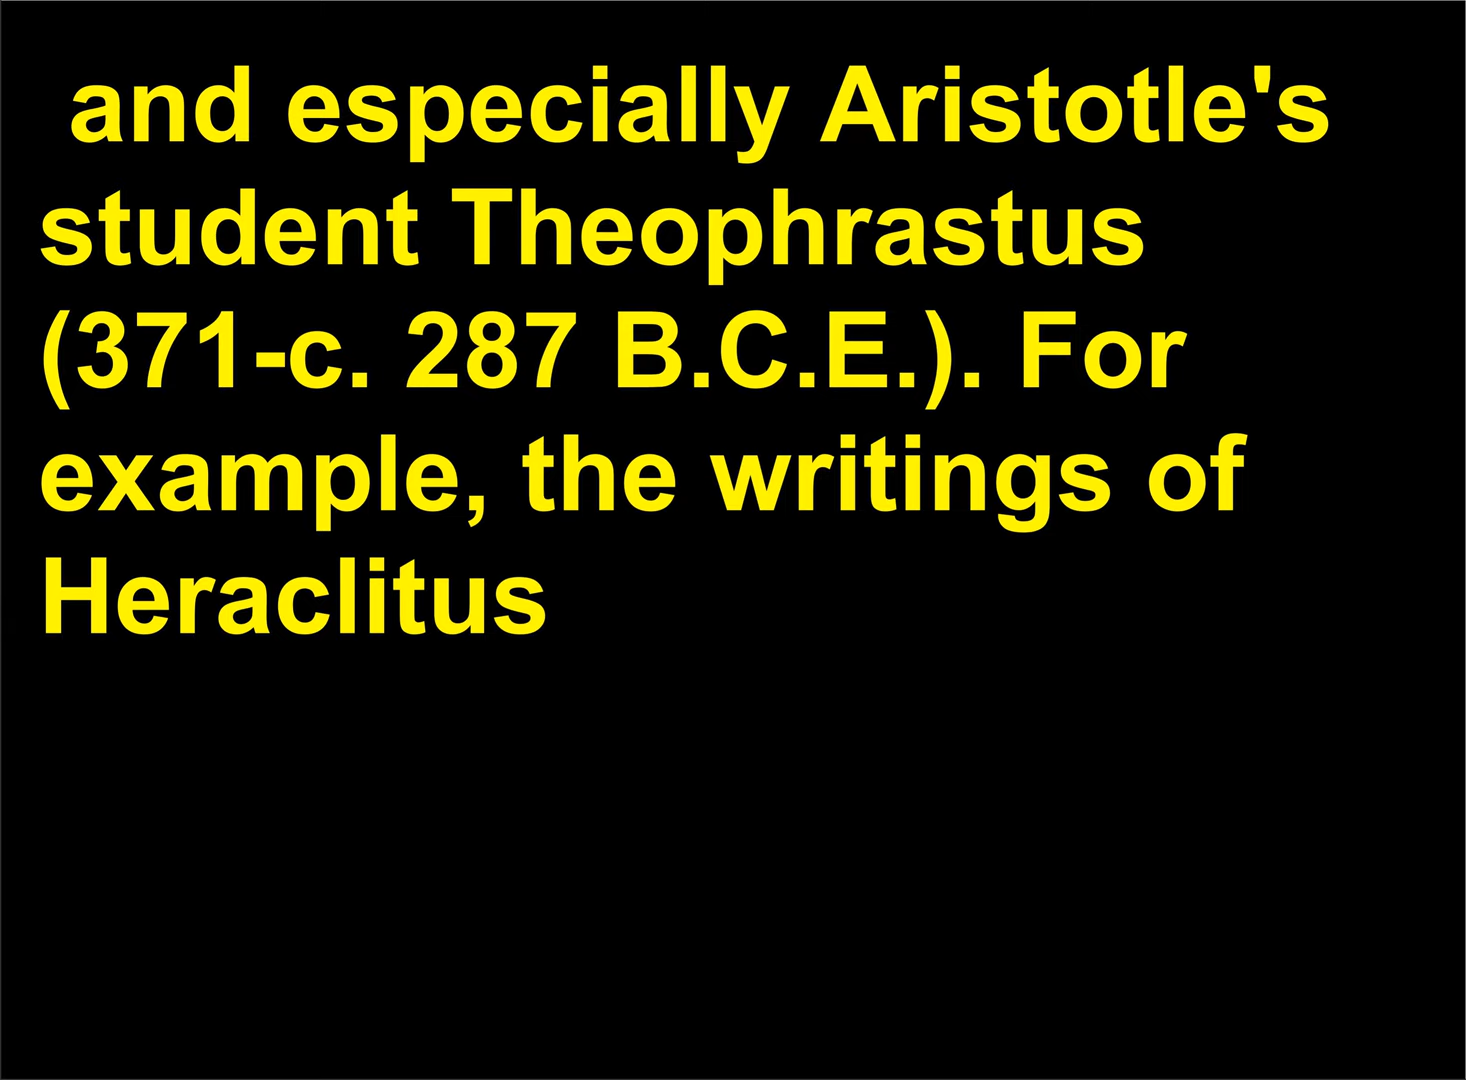 and especially Aristotle's
student Theophrastus
(371-c. 287 B.C.E.). For
example, the writings of
Heraclitus